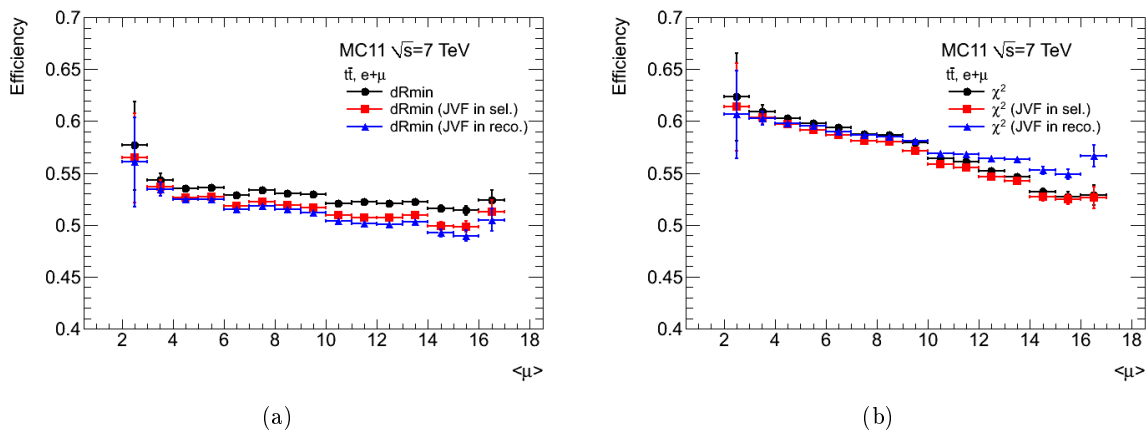 Efficiency
0.7
0.65
0.6
0.55
0.5
0.45
0.4
MC11 √s=7 TeV
tt̄, e+μ
dRmin
dRmin (JVF in sel.)
dRmin (JVF in reco.)
2 4 6 8 10 12 14 16 18
<μ>
(a)
Efficiency
0.7
0.65
0.6
0.55
0.5
0.45
0.4
MC11 √s=7 TeV
tt̄, e+μ
χ²
χ² (JVF in sel.)
χ² (JVF in reco.)
2 4 6 8 10 12 14 16 18
<μ>
(b)